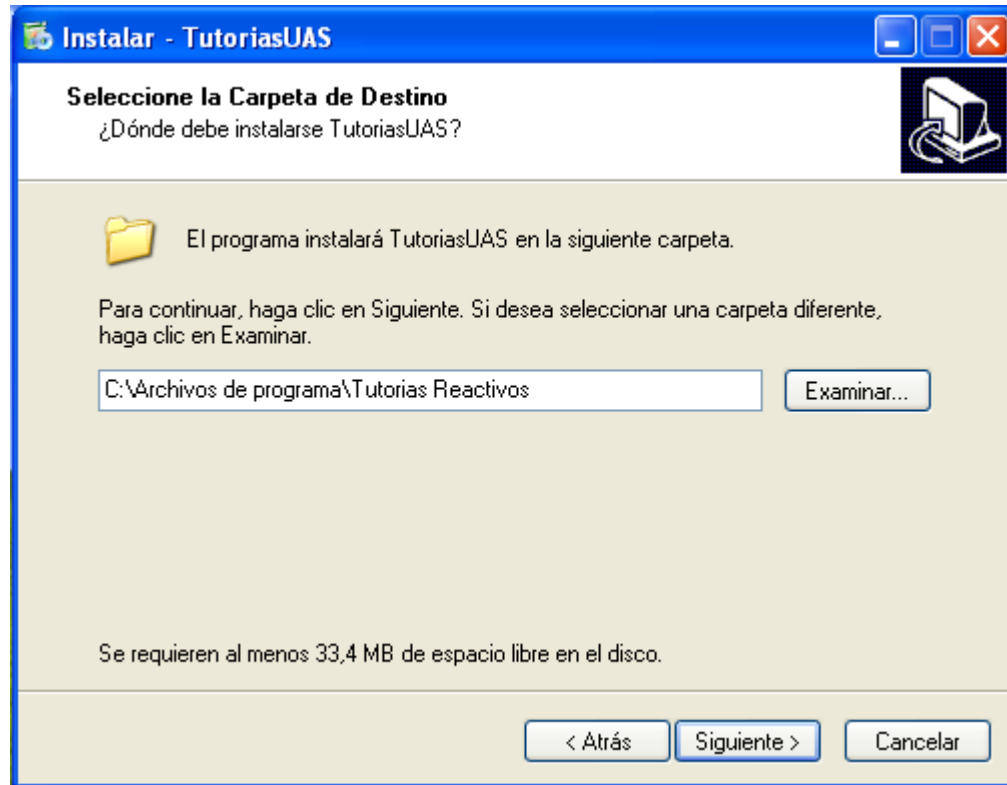 Instalar - TutoriasUAS
Seleccione la Carpeta de Destino
¿Dónde debe instalarse TutoriasUAS?
El programa instalará TutoriasUAS en la siguiente carpeta.
Para continuar, haga clic en Siguiente. Si desea seleccionar una carpeta diferente,
haga clic en Examinar.
C:\Archivos de programa\Tutorias Reactivos
Examinar...
Se requieren al menos 33,4 MB de espacio libre en el disco.
< Atrás
Siguiente >
Cancelar